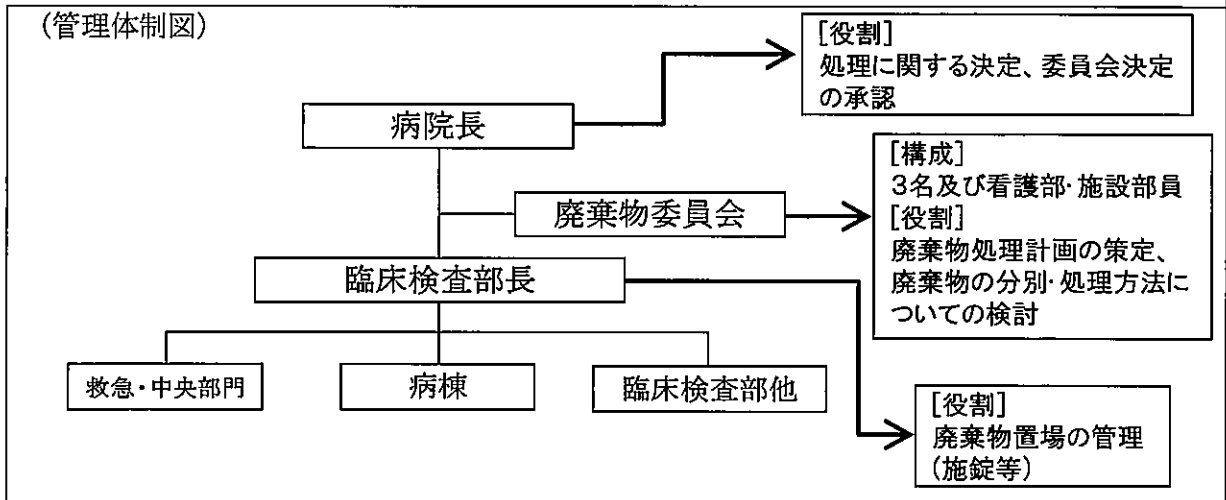 (管理体制図)
[役割]
処理に関する決定、委員会決定
の承認
病院長
[構成]
3名及び看護部・施設部員
[役割]
廃棄物処理計画の策定、
廃棄物の分別・処理方法に
ついての検討
廃棄物委員会
臨床検査部長
救急・中央部門
病棟
臨床検査部他
[役割]
廃棄物置場の管理
(施錠等)